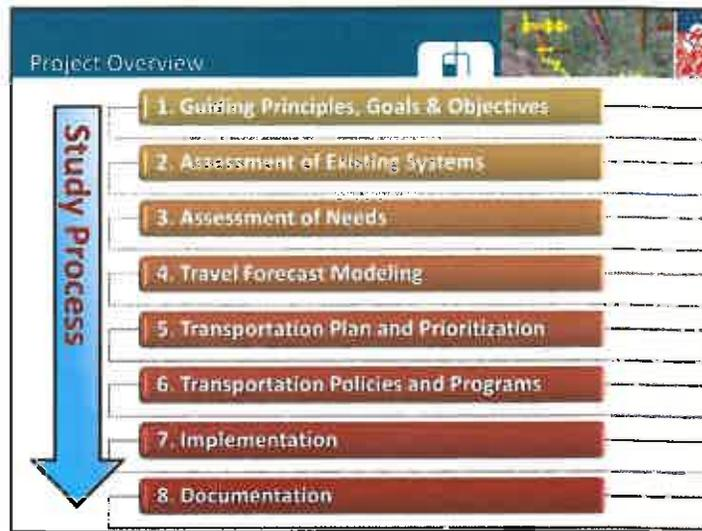 Project Overview
Study Process
1. Guiding Principles, Goals & Objectives
2. Assessment of Existing Systems
3. Assessment of Needs
4. Travel Forecast Modeling
5. Transportation Plan and Prioritization
6. Transportation Policies and Programs
7. Implementation
8. Documentation